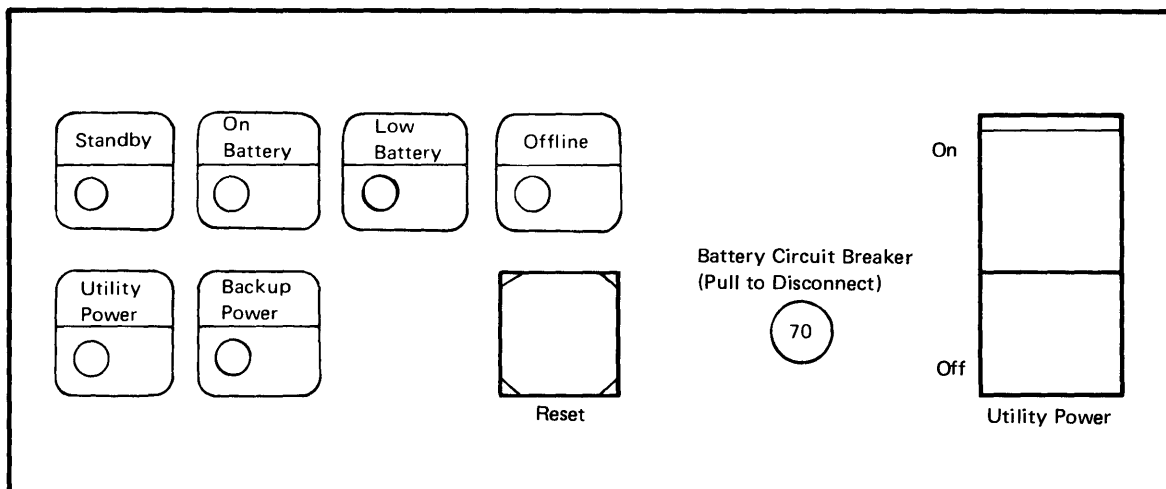 Standby
On
Battery
Low
Battery
Offline
On
Battery Circuit Breaker
(Pull to Disconnect)
70
Utility
Power
Backup
Power
Reset
Off
Utility Power